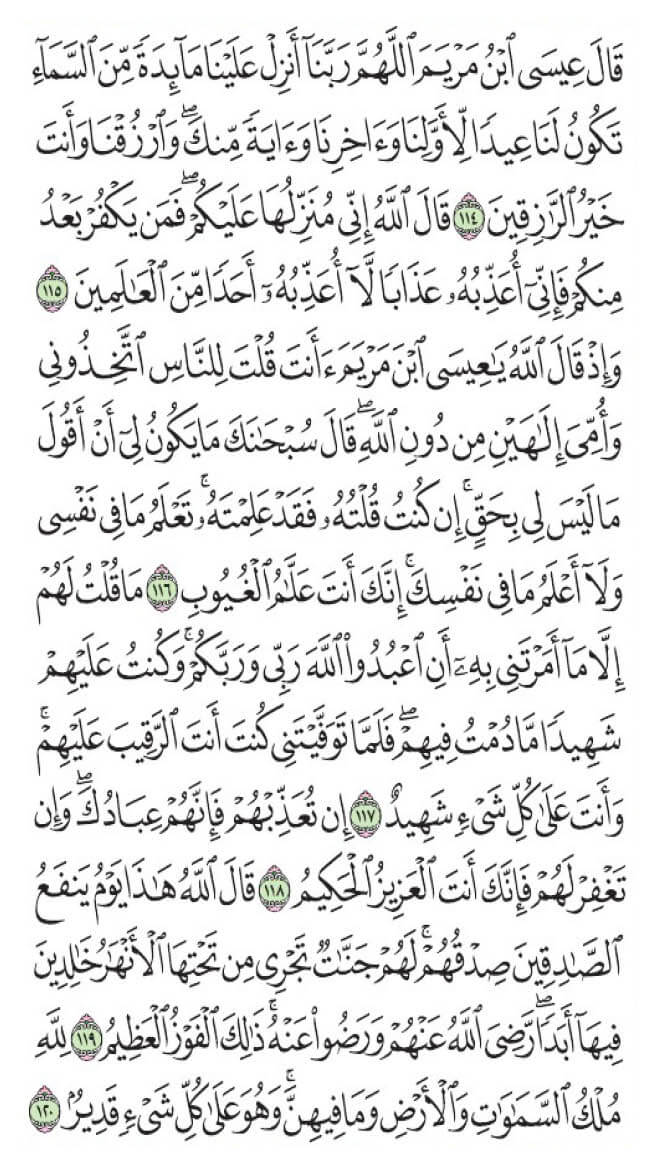 قَالَ عِيسَى ٱبْنُ مَرْيَمَ ٱللَّهُمَّ رَبَّنَآ أَنزِلْ عَلَيْنَا مَآئِدَةً مِّنَ ٱلسَّمَآءِ
تَكُونُ لَنَا عِيدًا لِّأَوَّلِنَا وَءَاخِرِنَا وَءَايَةً مِّنكَۖ وَٱرْزُقْنَا وَأَنتَ
خَيْرُ ٱلرَّٰزِقِينَ ١١٤ قَالَ ٱللَّهُ إِنِّي مُنَزِّلُهَا عَلَيْكُمْۖ فَمَن يَكْفُرْ بَعْدُ
مِنكُمْ فَإِنِّيٓ أُعَذِّبُهُۥ عَذَابًا لَّآ أُعَذِّبُهُۥٓ أَحَدًا مِّنَ ٱلْعَٰلَمِينَ ١١٥
وَإِذْ قَالَ ٱللَّهُ يَٰعِيسَى ٱبْنَ مَرْيَمَ ءَأَنتَ قُلْتَ لِلنَّاسِ ٱتَّخِذُونِي
وَأُمِّيَ إِلَٰهَيْنِ مِن دُونِ ٱللَّهِۖ قَالَ سُبْحَٰنَكَ مَا يَكُونُ لِيٓ أَنْ أَقُولَ
مَا لَيْسَ لِي بِحَقٍّۚ إِن كُنتُ قُلْتُهُۥ فَقَدْ عَلِمْتَهُۥۚ تَعْلَمُ مَا فِي نَفْسِي
وَلَآ أَعْلَمُ مَا فِي نَفْسِكَۚ إِنَّكَ أَنتَ عَلَّٰمُ ٱلْغُيُوبِ ١١٦ مَا قُلْتُ لَهُمْ
إِلَّا مَآ أَمَرْتَنِي بِهِۦٓ أَنِ ٱعْبُدُواْ ٱللَّهَ رَبِّي وَرَبَّكُمْۚ وَكُنتُ عَلَيْهِمْ
شَهِيدًا مَّا دُمْتُ فِيهِمْۖ فَلَمَّا تَوَفَّيْتَنِي كُنتَ أَنتَ ٱلرَّقِيبَ عَلَيْهِمْۚ
وَأَنتَ عَلَىٰ كُلِّ شَيْءٍ شَهِيدٌ ١١٧ إِن تُعَذِّبْهُمْ فَإِنَّهُمْ عِبَادُكَۖ وَإِن
تَغْفِرْ لَهُمْ فَإِنَّكَ أَنتَ ٱلْعَزِيزُ ٱلْحَكِيمُ ١١٨ قَالَ ٱللَّهُ هَٰذَا يَوْمُ يَنفَعُ
ٱلصَّٰدِقِينَ صِدْقُهُمْۚ لَهُمْ جَنَّٰتٌ تَجْرِي مِن تَحْتِهَا ٱلْأَنْهَٰرُ خَٰلِدِينَ
فِيهَآ أَبَدًاۖ رَّضِيَ ٱللَّهُ عَنْهُمْ وَرَضُواْ عَنْهُۚ ذَٰلِكَ ٱلْفَوْزُ ٱلْعَظِيمُ ١١٩ لِلَّهِ
مُلْكُ ٱلسَّمَٰوَٰتِ وَٱلْأَرْضِ وَمَا فِيهِنَّۚ وَهُوَ عَلَىٰ كُلِّ شَيْءٍ قَدِيرُۢ ١٢٠